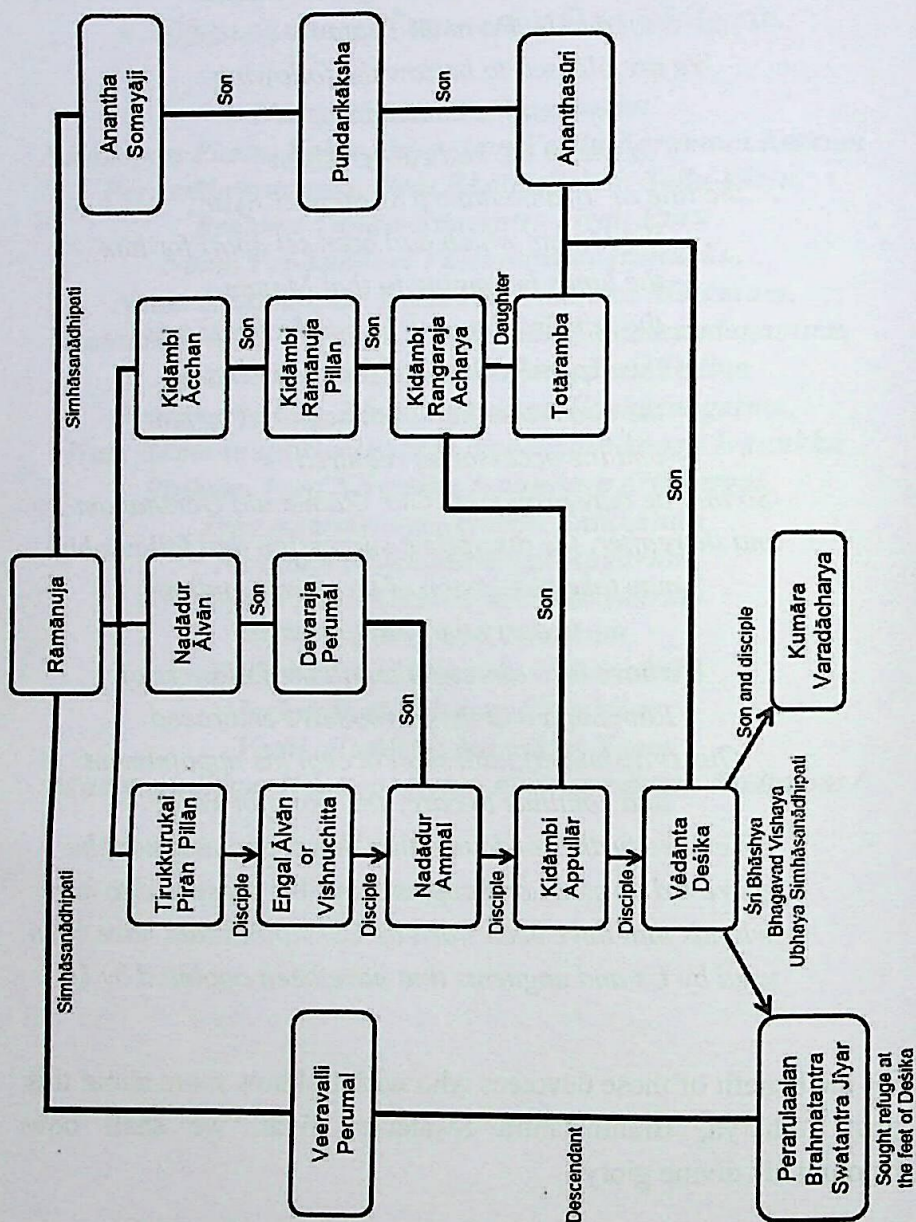 Rāmānuja
Simhāsanādhipati
Simhāsanādhipati
Veeravalli
Perumal
Tirukkurukai
Pirān Pillān
Nadādur
Ālvān
Kidāmbi
Ācchan
Anantha
Somayāji
Disciple
Son
Son
Son
Engal Ālvān
or
Vishnuchitta
Devaraja
Perumāl
Kidāmbi
Rāmānuja
Pillān
Pundarikāksha
Disciple
Son
Son
Son
Nadādur
Ammāl
Kidāmbi
Rangaraja
Acharya
Disciple
Son
Daughter
Kidāmbi
Appullār
Totāramba
Ananthasūri
Disciple
Son
Descendant
Vēdānta
Deśika
Śri Bhāshya
Bhagavad Vishaya
Ubhaya Simhāsanādhipati
Son and disciple
Perarulaalan
Brahmatantra
Swatantra Jiyar
Kumāra
Varadācharya
Sought refuge at
the feet of Deśika